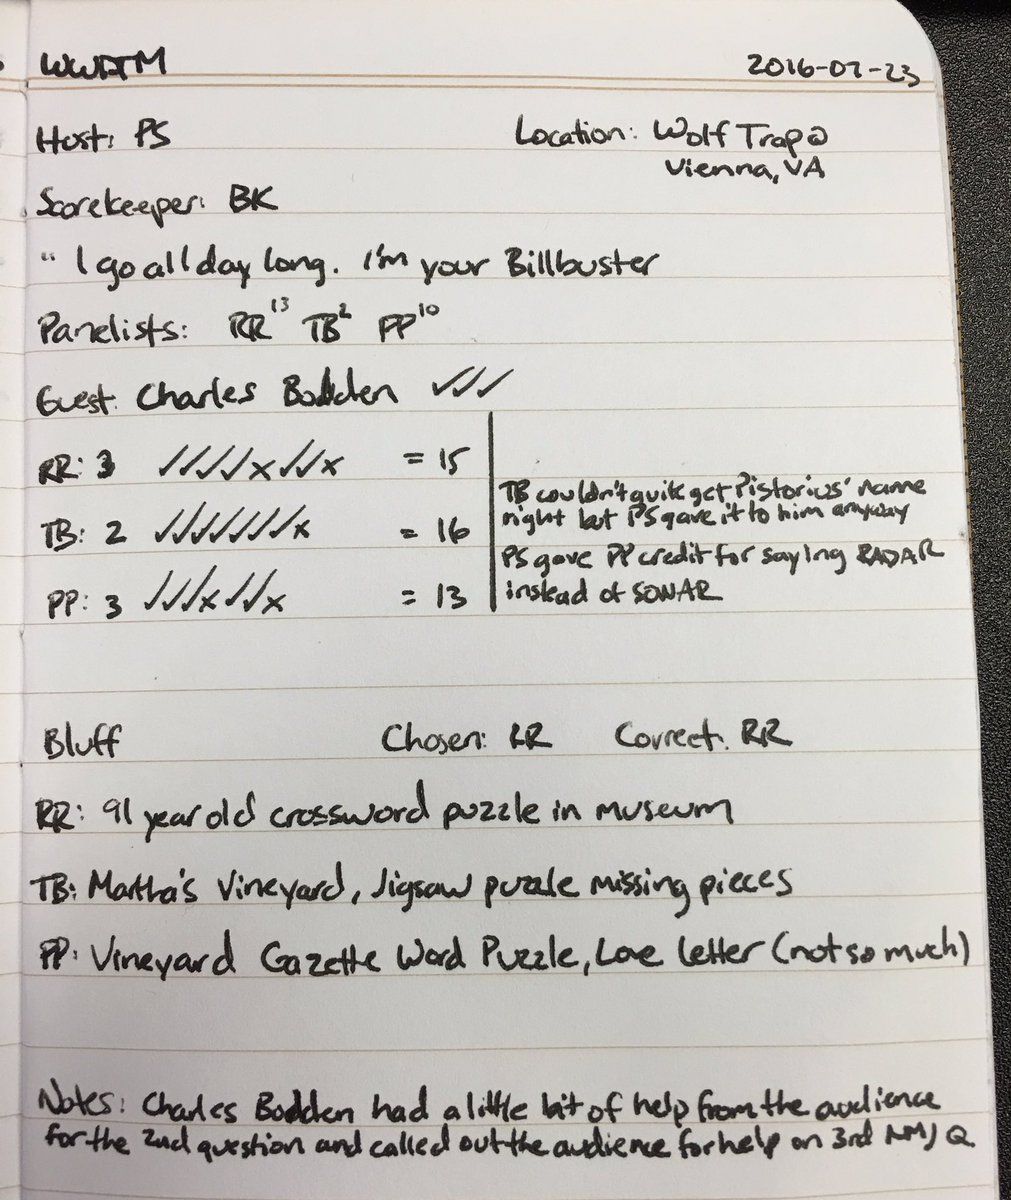 WWDTM 2016-07-23
Host: PS Location: Wolf Trap @
Vienna, VA
Scorekeeper: BK
" I go all day long. I'm your Billbuster
Panelists: RR 13 TB 2 PP 10
Guest: Charles Bodden ✓✓✓
RR: 3 ✓✓✓✓x✓✓x = 15
TB: 2 ✓✓✓✓✓✓✓x = 16
PP: 3 ✓✓✓x✓✓x = 13
TB couldn't quite get Pistorius' name
right but PS gave it to him anyway
PS gave PP credit for saying RADAR
instead of SONAR
Bluff Chosen: RR Correct: RR
RR: 91 year old crossword puzzle in museum
TB: Martha's Vineyard, Jigsaw puzzle missing pieces
PP: Vineyard Gazette Word Puzzle, Love letter (not so much)
Notes: Charles Bodden had a little bit of help from the audience
for the 2nd question and called out the audience for help on 3rd NMJ Q